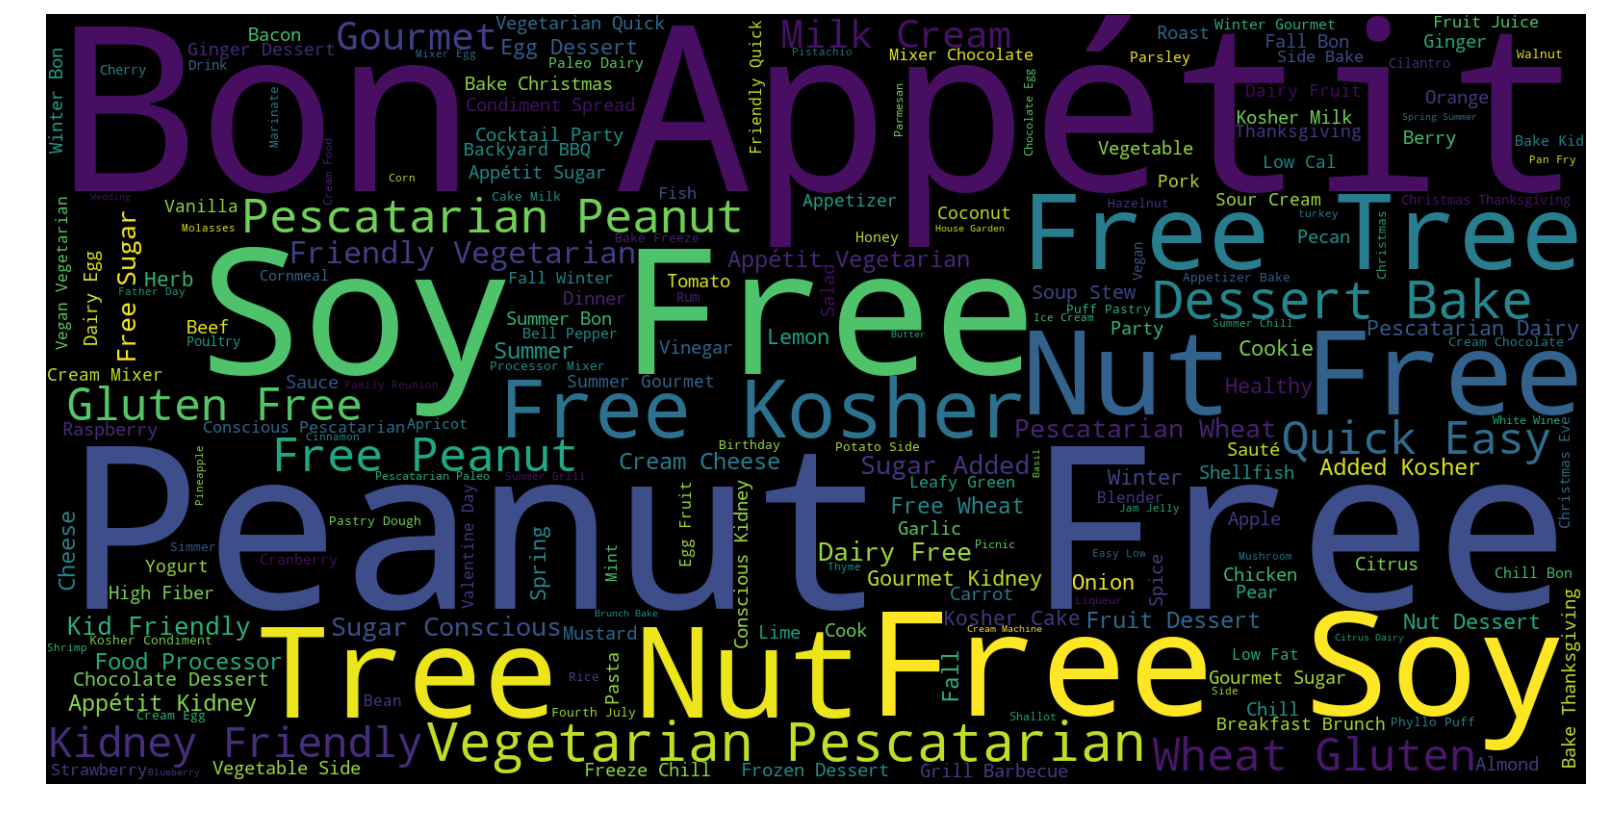 Bon Appétit
Soy Free
Peanut Free
Free Soy
Tree Nut
Nut Free
Free Tree
Free Kosher
Vegetarian Pescatarian
Pescatarian Peanut
Dessert Bake
Free Peanut
Gluten Free
Quick Easy
Kidney Friendly
Wheat Gluten
Milk Cream
Gourmet
Vegetarian Quick
Bacon
Ginger Dessert
Egg Dessert
Drink
Mixer Egg
Paleo Dairy
Cherry
Winter Bon
Bake Christmas
Marinate
Condiment Spread
Cocktail Party
Backyard BBQ
Cream Food
Corn
Appétit Sugar
Cake Milk
Wedding
Friendly Quick
Pistachio
Mixer Chocolate
Parmesan
Chocolate Egg
Parsley
Roast
Winter Gourmet
Fall Bon
Side Bake
Fruit Juice
Ginger
Walnut
Cilantro
Dairy Fruit
Orange
Kosher Milk
Spring Summer
Thanksgiving
Berry
Bake Kid
Vegetable
Low Cal
Pan Fry
Pork
Fish
Appetizer
Coconut
House Garden
Hazelnut
Sour Cream
Christmas Thanksgiving
turkey
Pecan
Christmas
Vegan Vegetarian
Dairy Egg
Free Sugar
Vanilla
Molasses
Friendly Vegetarian
Bake Freeze
Honey
Appétit Vegetarian
Herb
Father Day
Cornmeal
Fall Winter
Tomato
Rum
Salad
Vegan
Appetizer Bake
Soup Stew
Puff Pastry
Ice Cream
Party
Summer Chill
Dinner
Summer Bon
Bell Pepper
Beef
Poultry
Summer
Processor Mixer
Vinegar
Lemon
Butter
Cookie
Pescatarian Dairy
Cream Chocolate
Cream Mixer
Sauce
Family Reunion
Summer Gourmet
Healthy
Raspberry
Conscious Pescatarian
Apricot
Cinnamon
Pescatarian Wheat
White Wine
Christmas Eve
Birthday
Potato Side
Sauté
Pineapple
Pescatarian Paleo
Summer Grill
Cream Cheese
Sugar Added
Basil
Winter
Shellfish
Added Kosher
Leafy Green
Blender
Jam Jelly
Free Wheat
Apple
Cheese
Pastry Dough
Valentine Day
Spring
Mint
Egg Fruit
Conscious Kidney
Garlic
Simmer
Cranberry
Dairy Free
Picnic
Easy Low
Mushroom
Citrus
Yogurt
Thyme
Gourmet Kidney
Onion
Spice
Chicken
Chill Bon
High Fiber
Carrot
Liqueur
Pear
Kid Friendly
Brunch Bake
Kosher Cake
Fruit Dessert
Nut Dessert
Kosher Condiment
Sugar Conscious
Mustard
Lime
Cook
Cream Machine
Citrus Dairy
Shrimp
Food Processor
Low Fat
Chocolate Dessert
Rice
Pasta
Fall
Gourmet Sugar
Side
Appétit Kidney
Bean
Cream Egg
Fourth July
Shallot
Chill
Breakfast Brunch
Phyllo Puff
Bake Thanksgiving
Strawberry
Blueberry
Vegetable Side
Freeze Chill
Frozen Dessert
Grill Barbecue
Almond